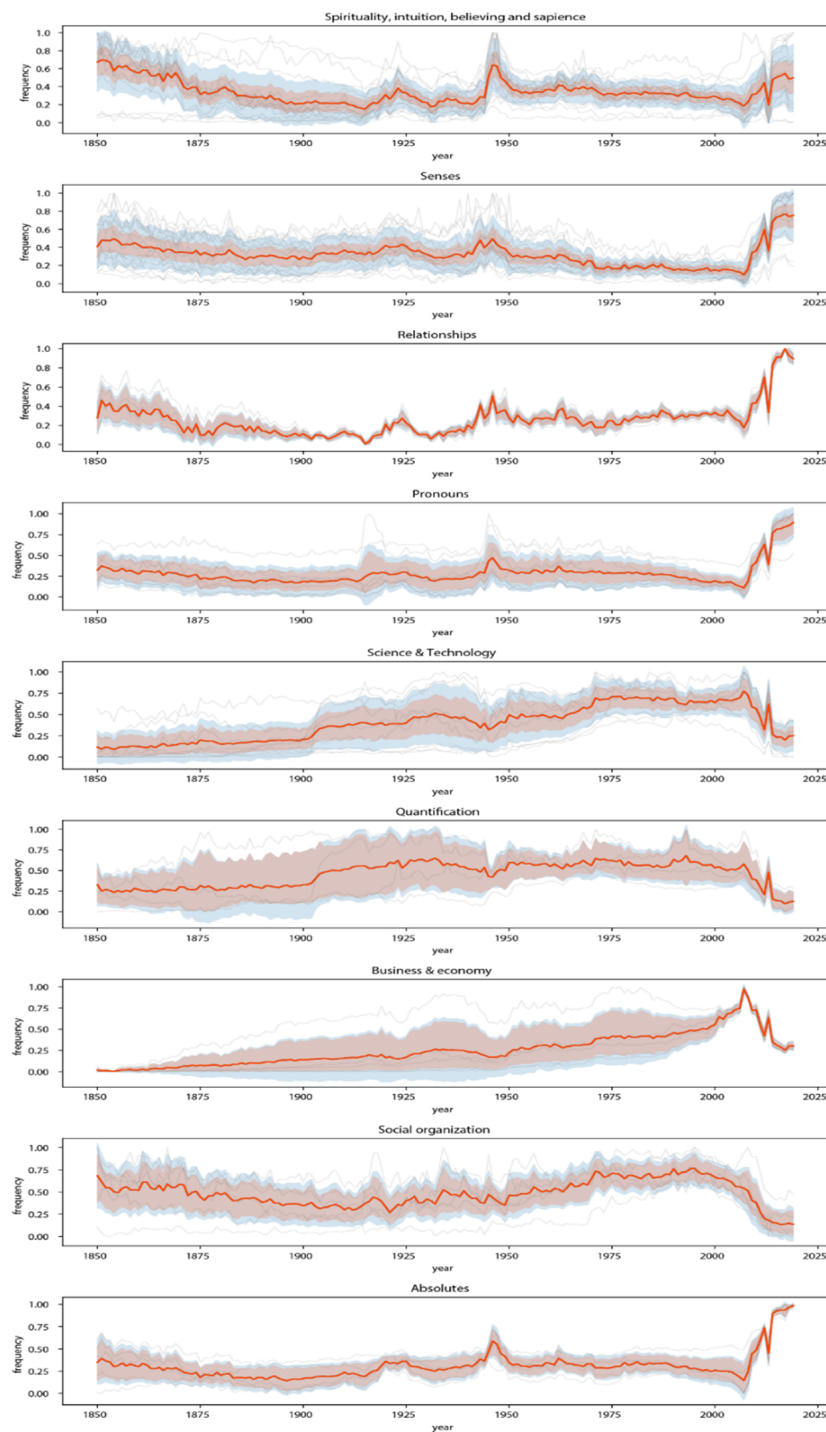 Spirituality, intuition, believing and sapience
1.0
0.8
0.6
0.4
0.2
0.0
frequency
1850 1875 1900 1925 1950 1975 2000 2025
year
Senses
1.0
0.8
0.6
0.4
0.2
0.0
frequency
1850 1875 1900 1925 1950 1975 2000 2025
year
Relationships
1.0
0.8
0.6
0.4
0.2
0.0
frequency
1850 1875 1900 1925 1950 1975 2000 2025
year
Pronouns
1.00
0.75
0.50
0.25
0.00
frequency
1850 1875 1900 1925 1950 1975 2000 2025
year
Science & Technology
1.00
0.75
0.50
0.25
0.00
frequency
1850 1875 1900 1925 1950 1975 2000 2025
year
Quantification
1.00
0.75
0.50
0.25
0.00
frequency
1850 1875 1900 1925 1950 1975 2000 2025
year
Business & economy
1.00
0.75
0.50
0.25
0.00
frequency
1850 1875 1900 1925 1950 1975 2000 2025
year
Social organization
1.00
0.75
0.50
0.25
0.00
frequency
1850 1875 1900 1925 1950 1975 2000 2025
year
Absolutes
1.00
0.75
0.50
0.25
0.00
frequency
1850 1875 1900 1925 1950 1975 2000 2025
year